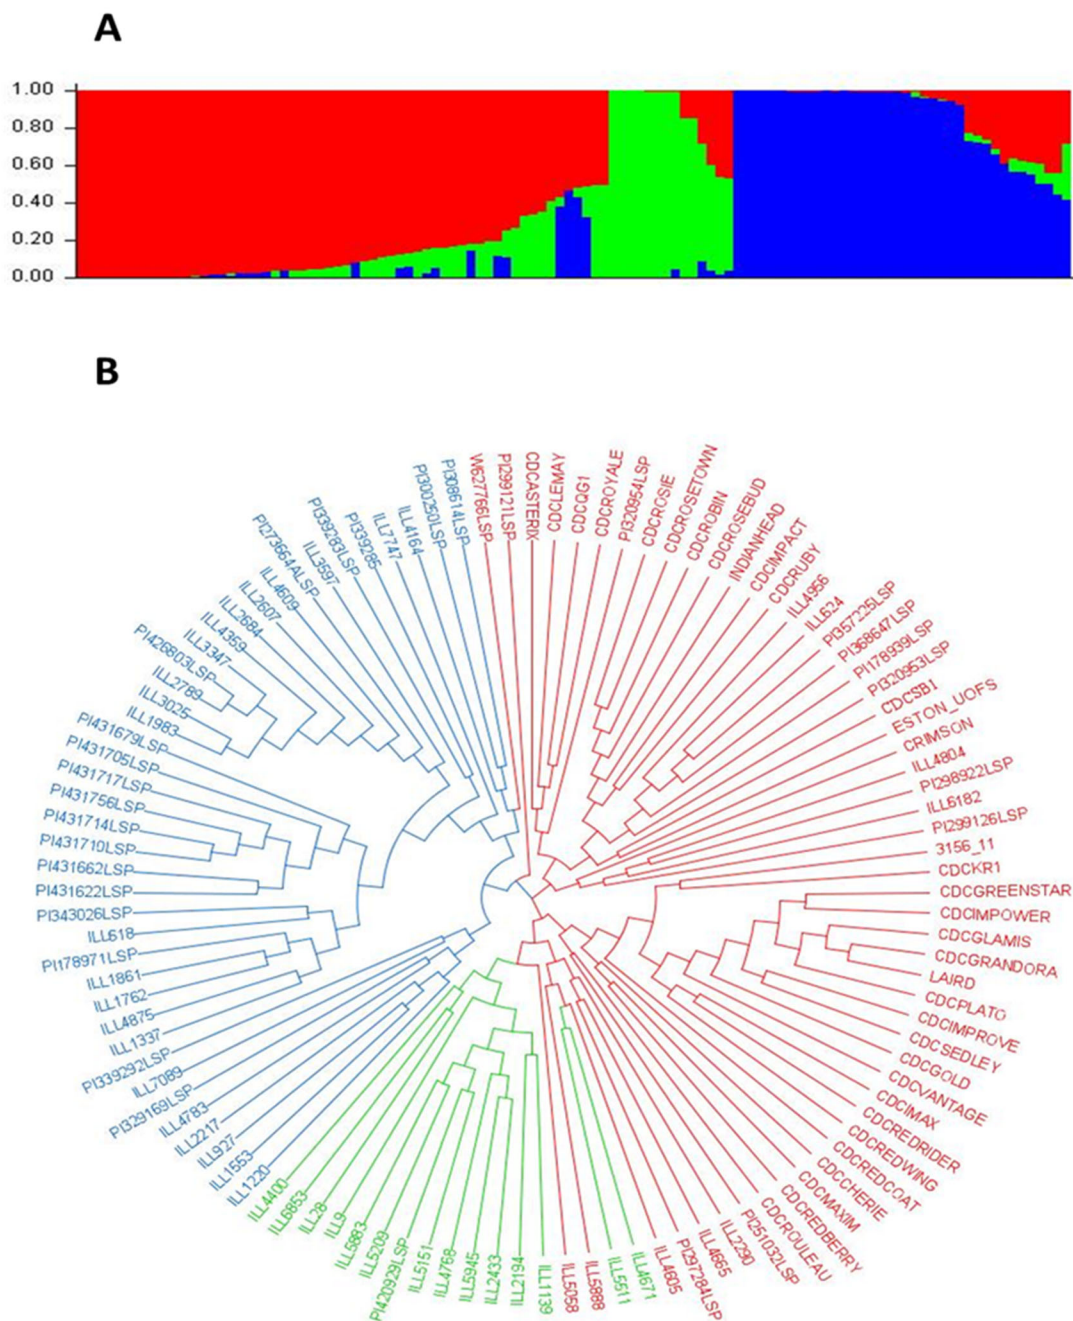 A
1.00
0.80
0.60
0.40
0.20
0.00
B
W627766LSP
PI299121LSP
CDCASTERIX
CDCLEMAY
CDCQG1
CDCROYALE
PI320954LSP
CDCROSIE
CDCROSETOWN
CDCROBIN
CDCROSEBUD
INDIANHEAD
CDCIMPACT
CDCRUBY
ILL4956
ILL624
PI357225LSP
PI368647LSP
PI178939LSP
PI320953LSP
CDCSB1
ESTON_UOFS
CRIMSON
ILL4804
PI298922LSP
ILL6182
PI299126LSP
3156_11
CDCKR1
CDCGREENSTAR
CDCIMPOWER
CDCGLAMIS
CDCGRANDORA
LAIRD
CDCPLATO
CDCIMPROVE
CDCSEDLEY
CDCGOLD
CDCVANTAGE
CDCIMAX
CDCREDRIDER
CDCREDWING
CDCREDCOAT
CDCCHERIE
CDCMAXIM
CDCREDBERRY
CDCROULEAU
PI251032LSP
ILL2290
ILL4665
PI297284LSP
ILL4605
ILL4671
ILL5511
ILL5888
ILL5058
ILL1139
ILL2194
ILL2433
ILL5945
ILL4768
ILL5151
PI420929LSP
ILL5209
ILL5883
ILL9
ILL28
ILL6853
ILL4400
ILL1220
ILL1553
ILL927
ILL2217
ILL4783
PI329169LSP
ILL7089
PI339292LSP
ILL1337
ILL4875
ILL1762
ILL1861
PI178971LSP
ILL618
PI343026LSP
PI431622LSP
PI431662LSP
PI431710LSP
PI431714LSP
PI431756LSP
PI431717LSP
PI431705LSP
PI431679LSP
ILL1983
ILL3025
ILL2789
PI426803LSP
ILL3347
ILL4359
ILL2684
ILL2607
ILL4609
PI273664ALSP
ILL3597
PI339283LSP
PI339285
ILL7747
ILL4164
PI300250LSP
PI308614LSP